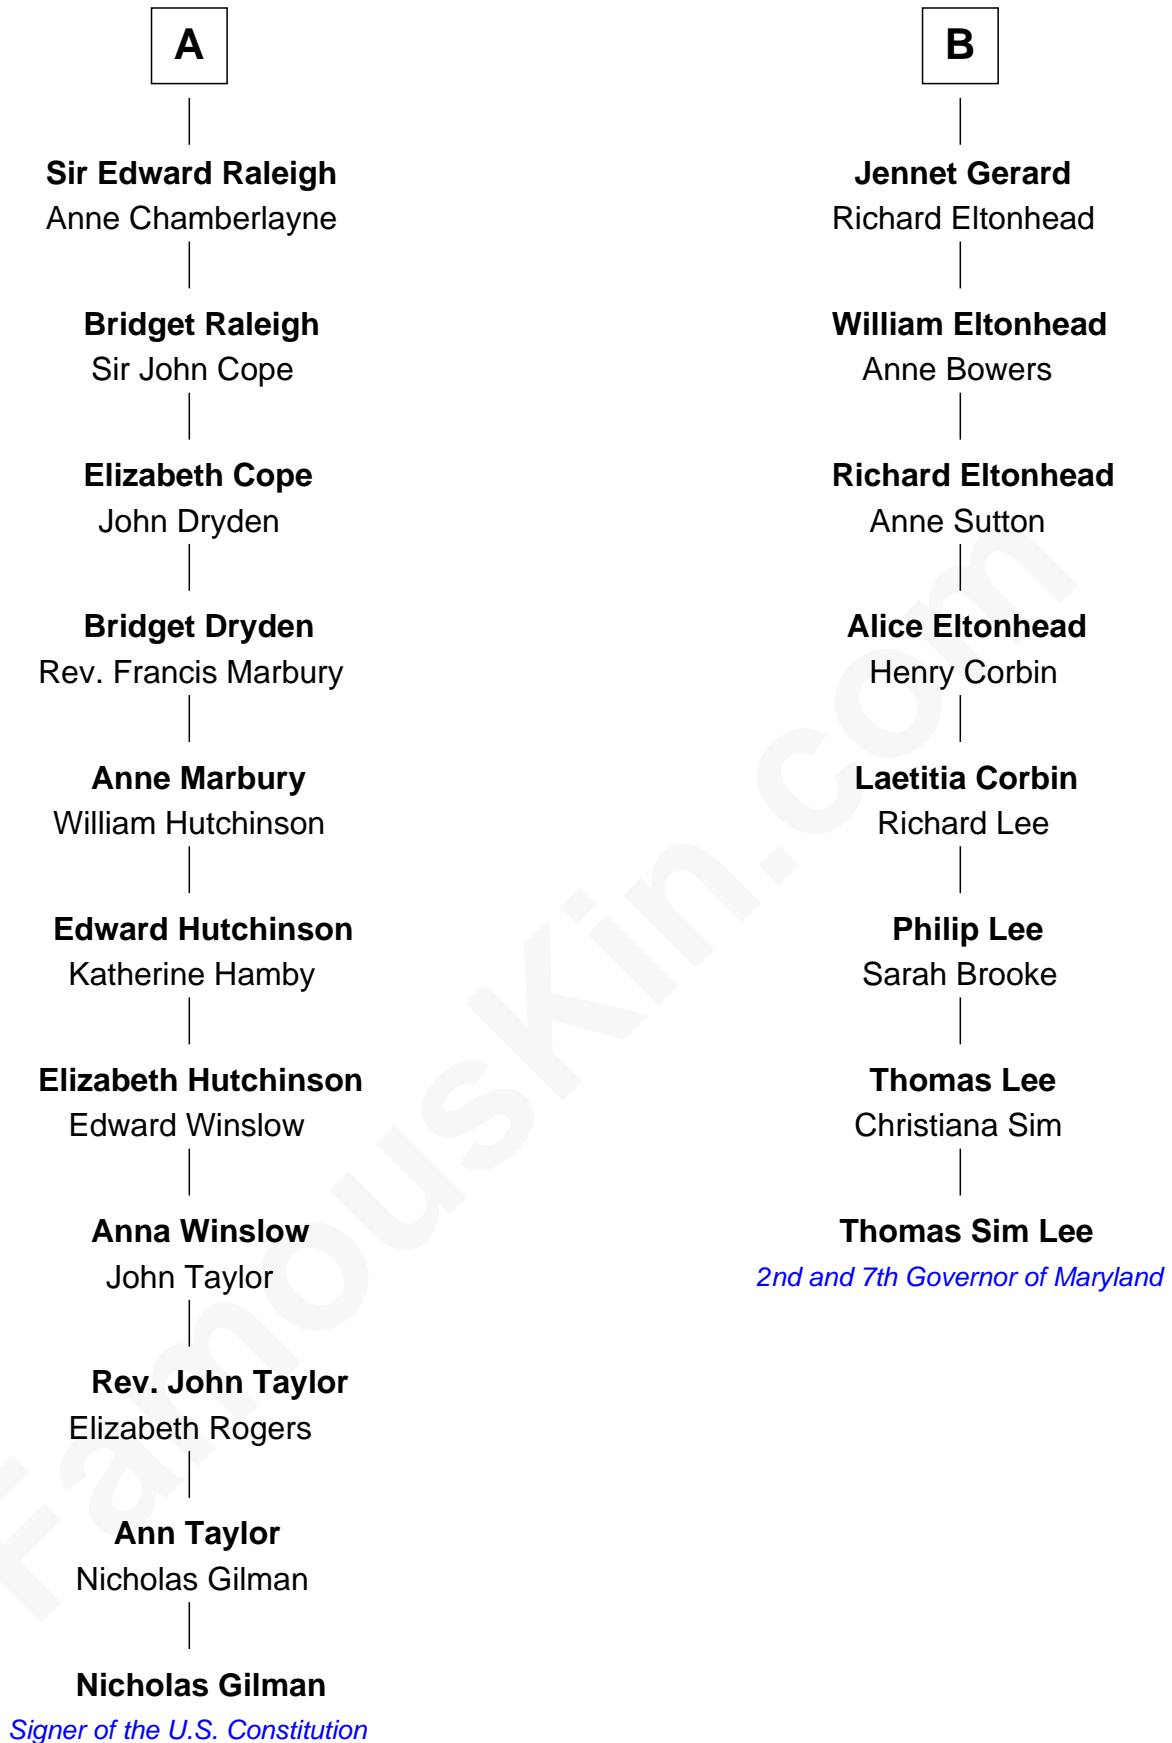 A
Sir Edward Raleigh
Anne Chamberlayne
Bridget Raleigh
Sir John Cope
Elizabeth Cope
John Dryden
Bridget Dryden
Rev. Francis Marbury
Anne Marbury
William Hutchinson
Edward Hutchinson
Katherine Hamby
Elizabeth Hutchinson
Edward Winslow
Anna Winslow
John Taylor
Rev. John Taylor
Elizabeth Rogers
Ann Taylor
Nicholas Gilman
Nicholas Gilman
Signer of the U.S. Constitution
B
Jennet Gerard
Richard Eltonhead
William Eltonhead
Anne Bowers
Richard Eltonhead
Anne Sutton
Alice Eltonhead
Henry Corbin
Laetitia Corbin
Richard Lee
Philip Lee
Sarah Brooke
Thomas Lee
Christiana Sim
Thomas Sim Lee
2nd and 7th Governor of Maryland
FamousKin.com